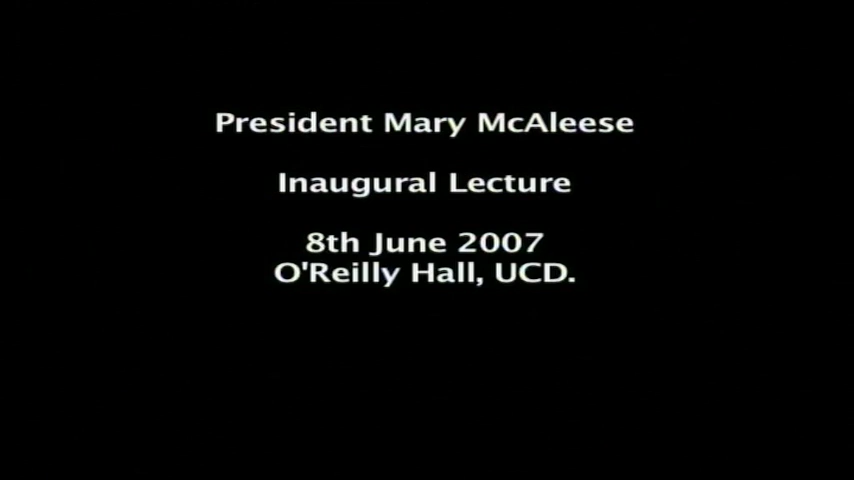 President Mary McAleese
Inaugural Lecture
8th June 2007
O'Reilly Hall, UCD.